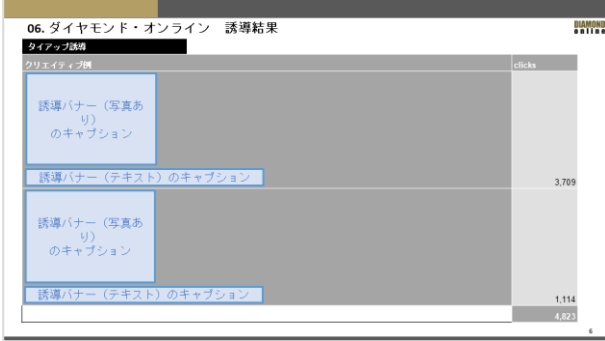 06. ダイヤモンド・オンライン　誘導結果
DIAMOND
online
タイアップ誘導
クリエイティブ例
clicks
誘導バナー（写真あ
り）
のキャプション
誘導バナー（テキスト）のキャプション
3,709
誘導バナー（写真あ
り）
のキャプション
誘導バナー（テキスト）のキャプション
1,114
4,823
6